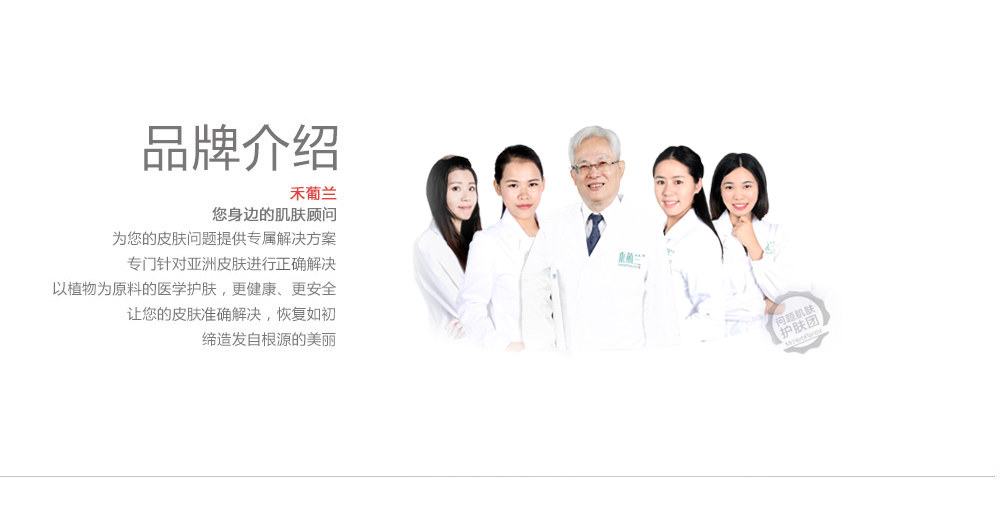 品牌介绍
禾葡兰
您身边的肌肤顾问
为您的皮肤问题提供专属解决方案
专门针对亚洲皮肤进行正确解决
以植物为原料的医学护肤，更健康、更安全
让您的皮肤准确解决，恢复如初
缔造发自根源的美丽
禾葡兰
问题肌肤
护肤团